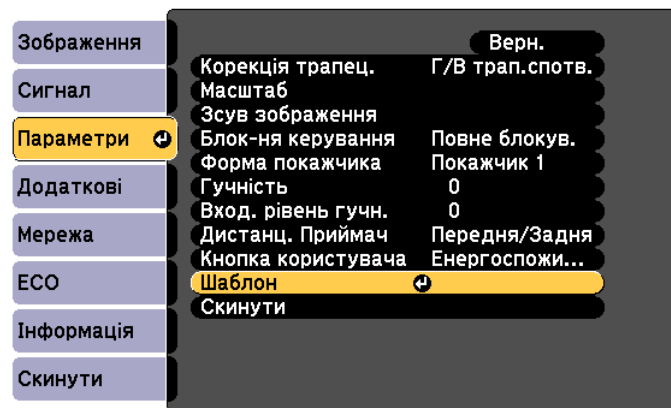 Зображення
Сигнал
Параметри
Додаткові
Мережа
ECO
Інформація
Скинути
Верн.
Корекція трапец. Г/В трап.спотв.
Масштаб
Зсув зображення
Блок-ня керування Повне блокув.
Форма покажчика Покажчик 1
Гучність 0
Вход. рівень гучн. 0
Дистанц. Приймач Передня/Задня
Кнопка користувача Енергоспожи...
Шаблон
Скинути